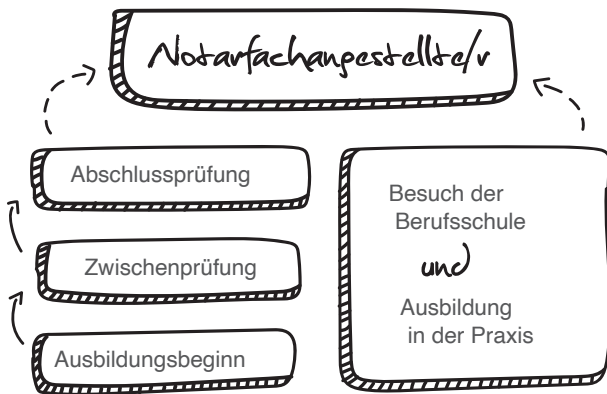 Notarfachangestellte/r
Abschlussprüfung
Zwischenprüfung
Ausbildungsbeginn
Besuch der
Berufsschule
und
Ausbildung
in der Praxis